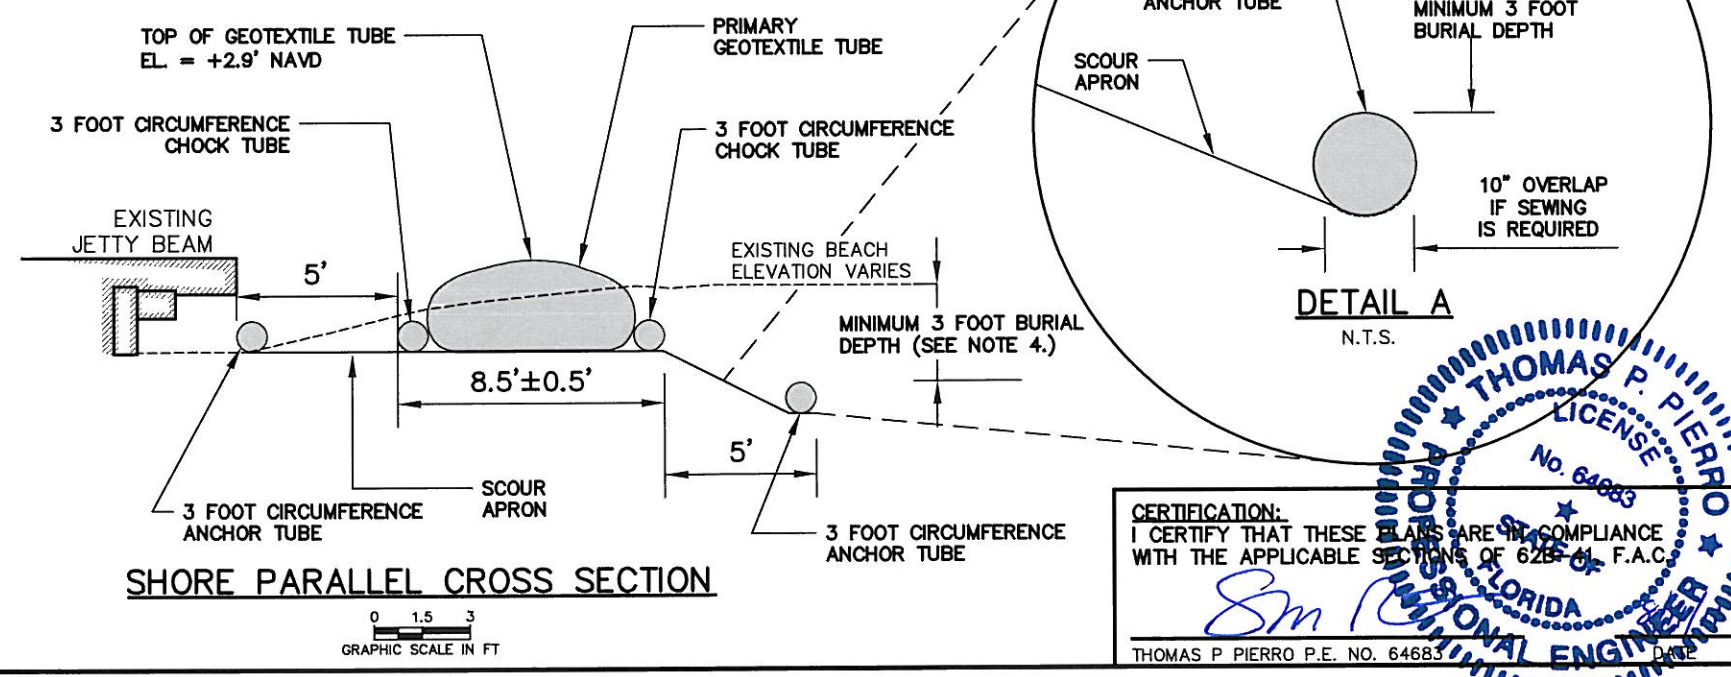 TOP OF GEOTEXTILE TUBE
EL. = +2.9' NAVD
PRIMARY
GEOTEXTILE TUBE
3 FOOT CIRCUMFERENCE
CHOCK TUBE
3 FOOT CIRCUMFERENCE
CHOCK TUBE
EXISTING
JETTY BEAM
5'
EXISTING BEACH
ELEVATION VARIES
MINIMUM 3 FOOT BURIAL
DEPTH (SEE NOTE 4.)
8.5'±0.5'
5'
3 FOOT CIRCUMFERENCE
ANCHOR TUBE
SCOUR
APRON
3 FOOT CIRCUMFERENCE
ANCHOR TUBE
SHORE PARALLEL CROSS SECTION
0 1.5 3
GRAPHIC SCALE IN FT
ANCHOR TUBE
MINIMUM 3 FOOT
BURIAL DEPTH
SCOUR
APRON
10" OVERLAP
IF SEWING
IS REQUIRED
DETAIL A
N.T.S.
THOMAS P. PIERRO
LICENSE
No. 64683
STATE OF
FLORIDA
PROFESSIONAL ENGINEER
CERTIFICATION:
I CERTIFY THAT THESE PLANS ARE IN COMPLIANCE
WITH THE APPLICABLE SECTIONS OF 62B-41, F.A.C.
THOMAS P PIERRO P.E. NO. 64683
DATE